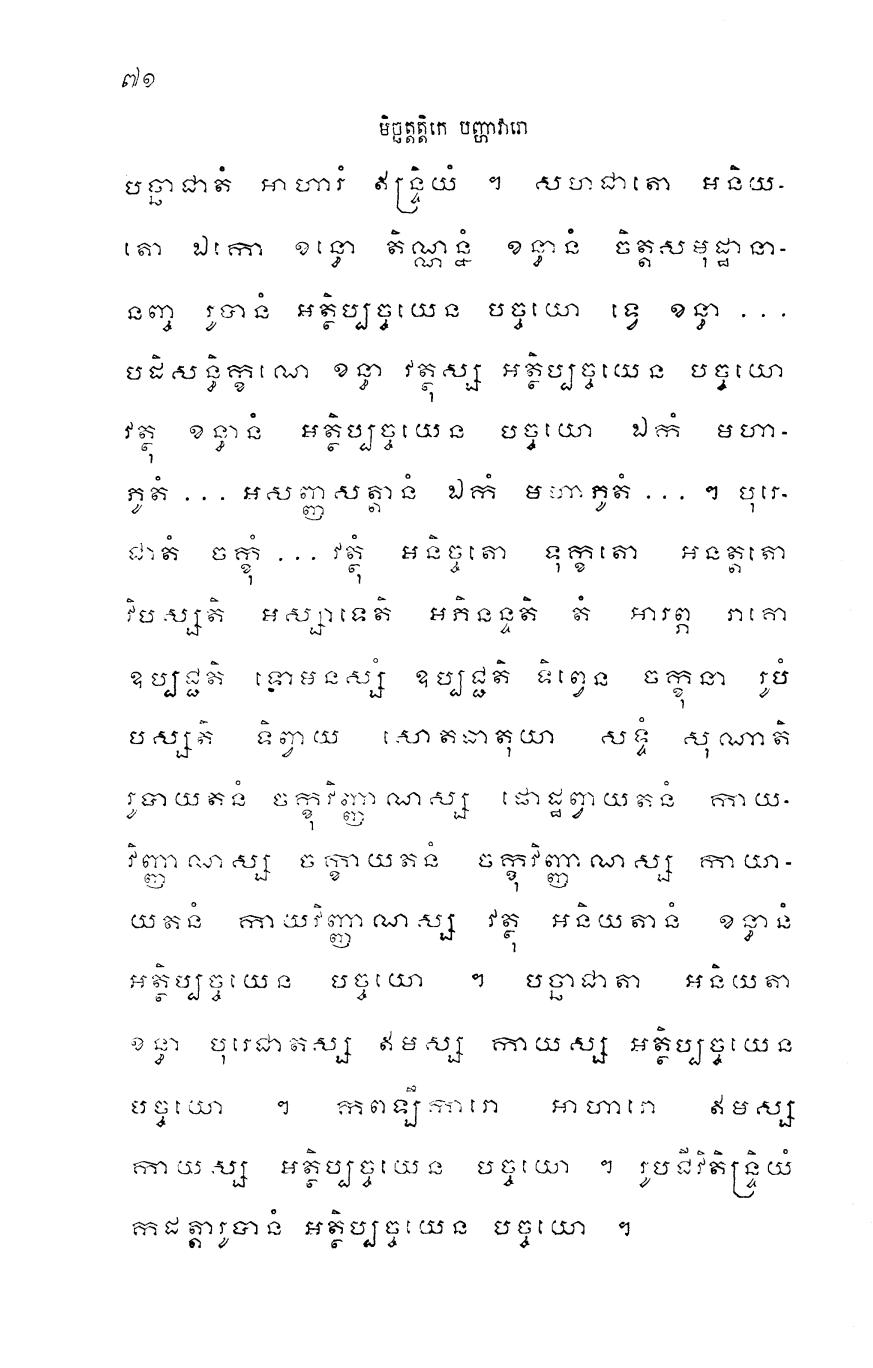 ៧១
មិច្ឆត្តត្តិកេ បញ្ហាវារោ
បច្ឆាជាតំ អាហារំ ឥន្ទ្រិយំ ។ សហជាតោ អនិយ-
តោ ឯកោ ខន្ធោ តិណ្ណន្នំ ខន្ធានំ ចិត្តសមុដ្ឋានា-
នញ្ច រូបានំ អត្ថិប្បច្ចយេន បច្ចយោ ទ្វេ ខន្ធា ...
បដិសន្ធិក្ខណេ ខន្ធា វត្ថុស្ស អត្ថិប្បច្ចយេន បច្ចយោ
វត្ថុ ខន្ធានំ អត្ថិប្បច្ចយេន បច្ចយោ ឯកំ មហា-
ភូតំ ... អសញ្ញសត្តានំ ឯកំ មហាភូតំ ... ។ បុរេ-
ជាតំ ចក្ខុំ ... វត្ថុំ អនិច្ចតោ ទុក្ខតោ អនត្តតោ
វិបស្សតិ អស្សាទេតិ អភិនន្ទតិ តំ អារព្ភ រាគោ
ឧប្បជ្ជតិ ទោមនស្សំ ឧប្បជ្ជតិ ទិព្វេន ចក្ខុនា រូបំ
បស្សតិ ទិព្វាយ សោតធាតុយា សទ្ទំ សុណាតិ
រូបាយតនំ ចក្ខុវិញ្ញាណស្ស ផោដ្ឋព្វាយតនំ កាយ-
វិញ្ញាណស្ស ចក្ខាយតនំ ចក្ខុវិញ្ញាណស្ស កាយា-
យតនំ កាយវិញ្ញាណស្ស វត្ថុ អនិយតានំ ខន្ធានំ
អត្ថិប្បច្ចយេន បច្ចយោ ។ បច្ឆាជាតា អនិយតា
ខន្ធា បុរេជាតស្ស ឥមស្ស កាយស្ស អត្ថិប្បច្ចយេន
បច្ចយោ ។ កពឡីការោ អាហារោ ឥមស្ស
កាយស្ស អត្ថិប្បច្ចយេន បច្ចយោ ។ រូបជីវិតិន្ទ្រិយំ
កដត្តារូបានំ អត្ថិប្បច្ចយេន បច្ចយោ ។